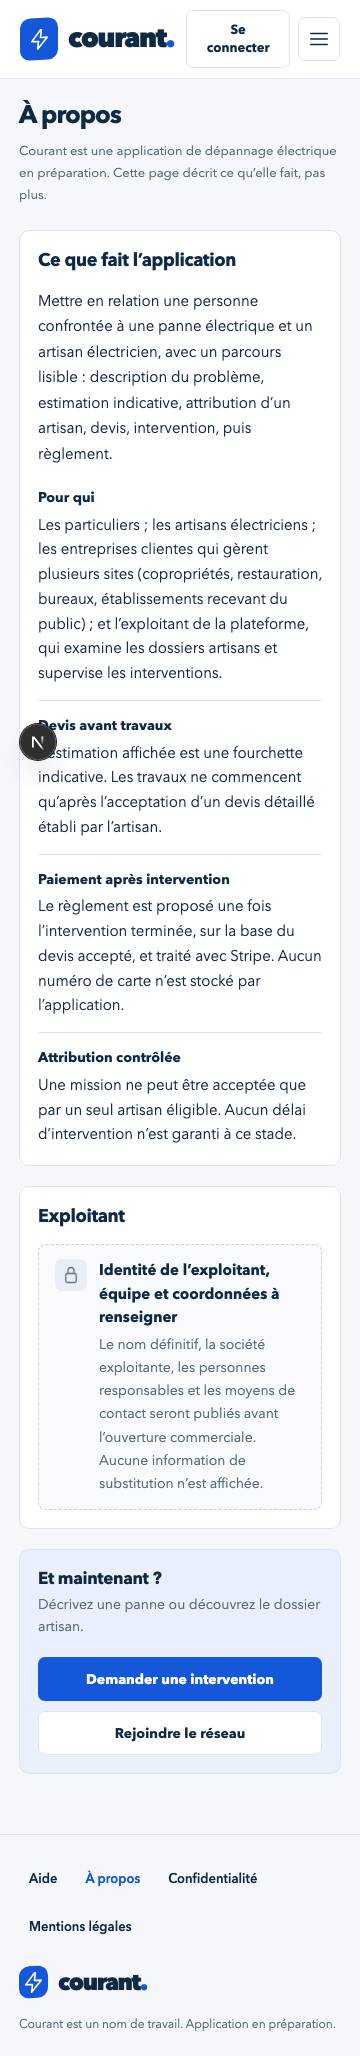 courant.
Se
connecter
À propos
Courant est une application de dépannage électrique
en préparation. Cette page décrit ce qu’elle fait, pas
plus.
Ce que fait l’application
Mettre en relation une personne
confrontée à une panne électrique et un
artisan électricien, avec un parcours
lisible : description du problème,
estimation indicative, attribution d’un
artisan, devis, intervention, puis
règlement.
Pour qui
Les particuliers ; les artisans électriciens ;
les entreprises clientes qui gèrent
plusieurs sites (copropriétés, restauration,
bureaux, établissements recevant du
public) ; et l’exploitant de la plateforme,
qui examine les dossiers artisans et
supervise les interventions.
Devis avant travaux
N
estimation affichée est une fourchette
indicative. Les travaux ne commencent
qu’après l’acceptation d’un devis détaillé
établi par l’artisan.
Paiement après intervention
Le règlement est proposé une fois
l’intervention terminée, sur la base du
devis accepté, et traité avec Stripe. Aucun
numéro de carte n’est stocké par
l’application.
Attribution contrôlée
Une mission ne peut être acceptée que
par un seul artisan éligible. Aucun délai
d’intervention n’est garanti à ce stade.
Exploitant
Identité de l’exploitant,
équipe et coordonnées à
renseigner
Le nom définitif, la société
exploitante, les personnes
responsables et les moyens de
contact seront publiés avant
l’ouverture commerciale.
Aucune information de
substitution n’est affichée.
Et maintenant ?
Décrivez une panne ou découvrez le dossier
artisan.
Demander une intervention
Rejoindre le réseau
Aide À propos Confidentialité
Mentions légales
courant.
Courant est un nom de travail. Application en préparation.